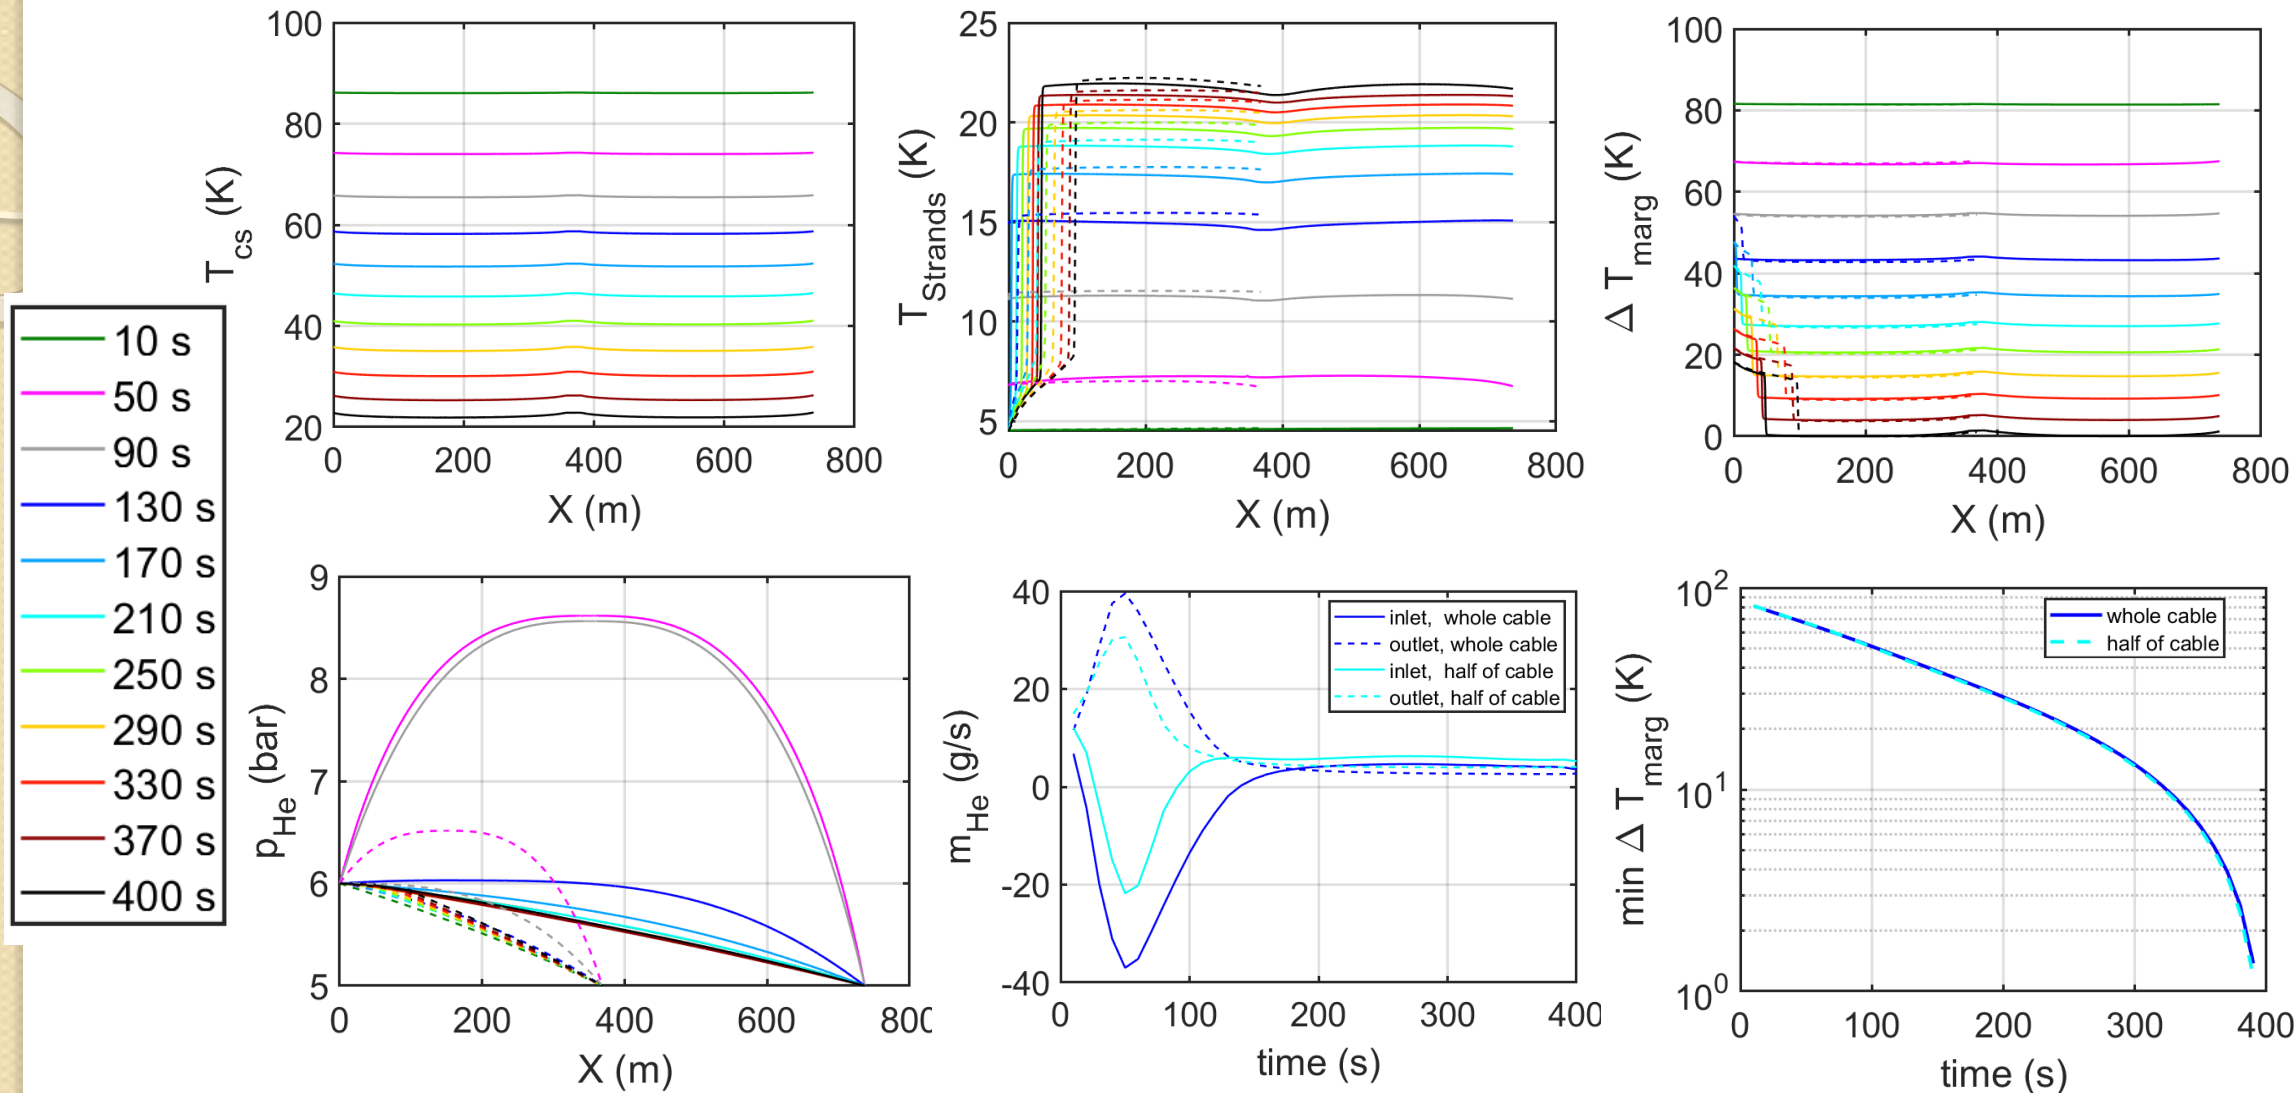 10 s
50 s
90 s
130 s
170 s
210 s
250 s
290 s
330 s
370 s
400 s
T_cs (K)
100
80
60
40
20
0 200 400 600 800
X (m)
T_Strands (K)
25
20
15
10
5
0 200 400 600 800
X (m)
Δ T_marg (K)
100
80
60
40
20
0
0 200 400 600 800
X (m)
p_He (bar)
9
8
7
6
5
0 200 400 600 800
X (m)
m_He (g/s)
40
20
0
-20
-40
0 100 200 300 400
time (s)
inlet, whole cable
outlet, whole cable
inlet, half of cable
outlet, half of cable
min Δ T_marg (K)
10^2
10^1
10^0
0 100 200 300 400
time (s)
whole cable
half of cable